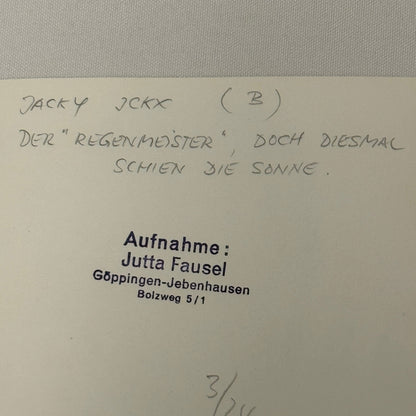 JACKY ICKX (B)
DER "REGENMEISTER", DOCH DIESMAL
SCHIEN DIE SONNE.
Aufnahme:
Jutta Fausel
Göppingen-Jebenhausen
Bolzweg 5/1